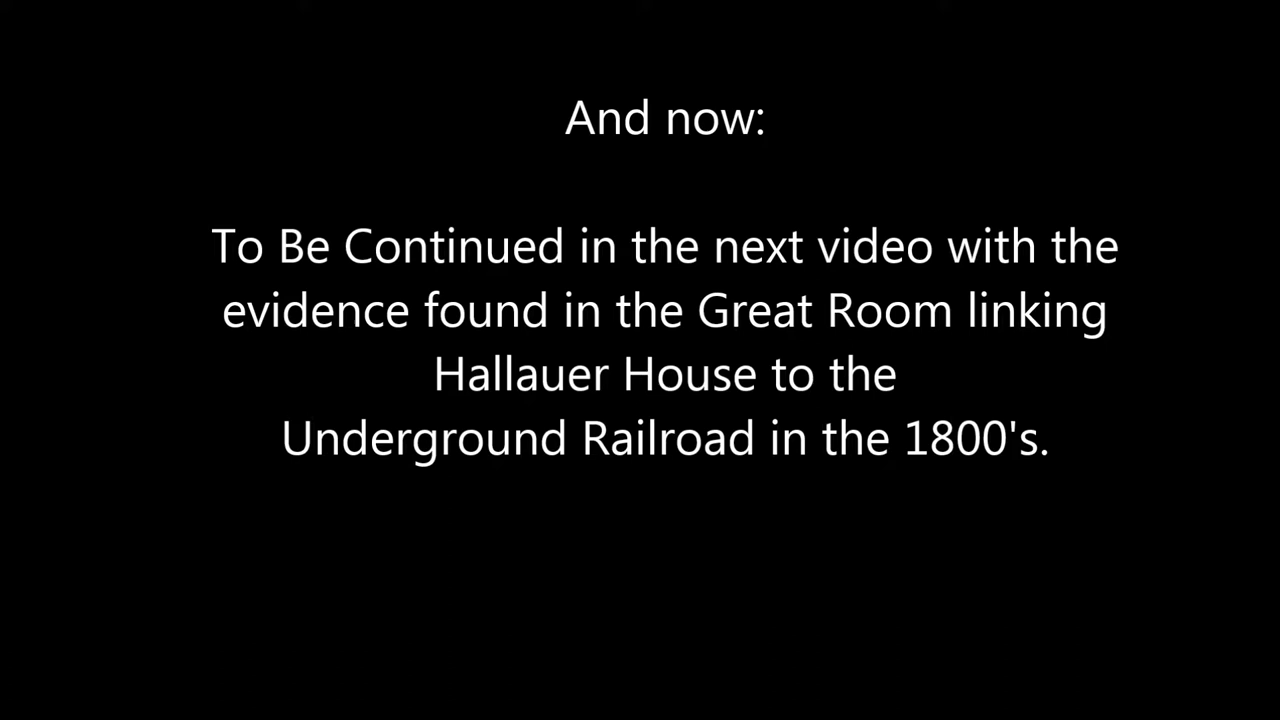 And now:
To Be Continued in the next video with the
evidence found in the Great Room linking
Hallauer House to the
Underground Railroad in the 1800's.